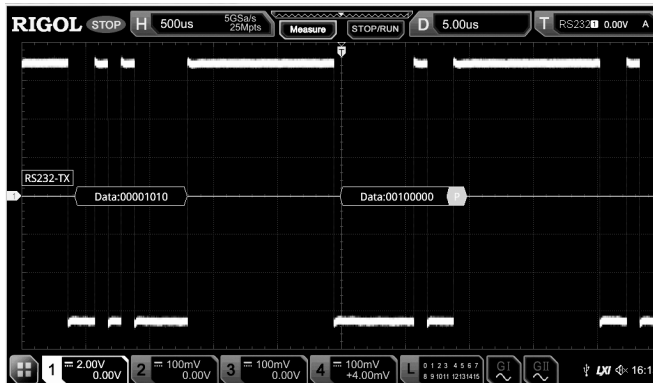 RIGOL STOP H 500us 5GSa/s 25Mpts Measure STOP/RUN D 5.00us T RS232 1 0.00V A
T
RS232-TX
1 Data:00001010 Data:00100000 P
1 2.00V 0.00V 2 100mV 0.00V 3 100mV 0.00V 4 100mV +4.00mV L 0 1 2 3 4 5 6 7 8 9 10 11 12 13 14 15 GI GII LXI 16:1